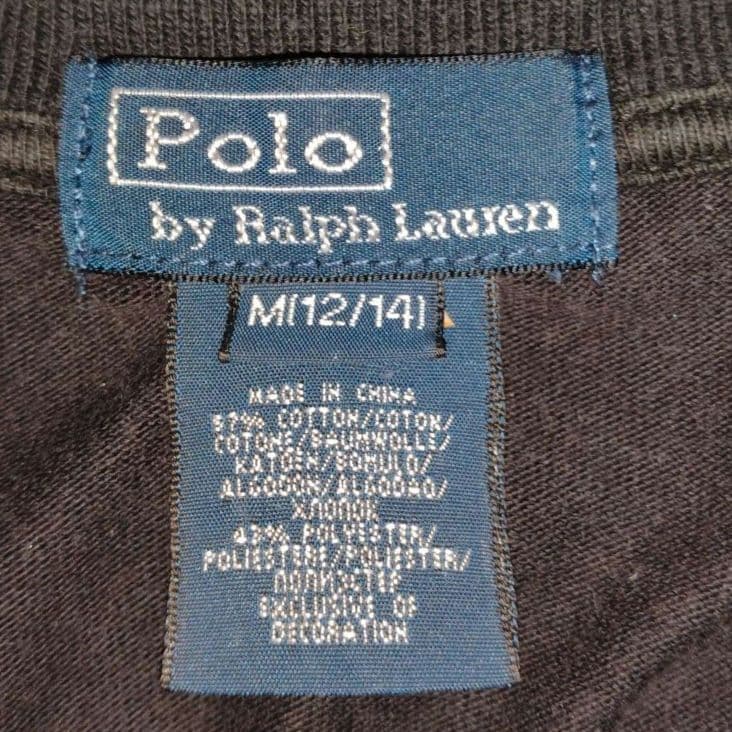 Polo
by Ralph Lauren
M(12/14)
MADE IN CHINA
57% COTTON/COTON/
COTONE/BAUMWOLLE/
KATOEN/BOMULD/
ALGODON/ALGODAO/
ХЛОПОК
43% POLYESTER/
POLIESTERE/POLIESTER/
ПОЛИЭСТЕР
EXCLUSIVE OF
DECORATION